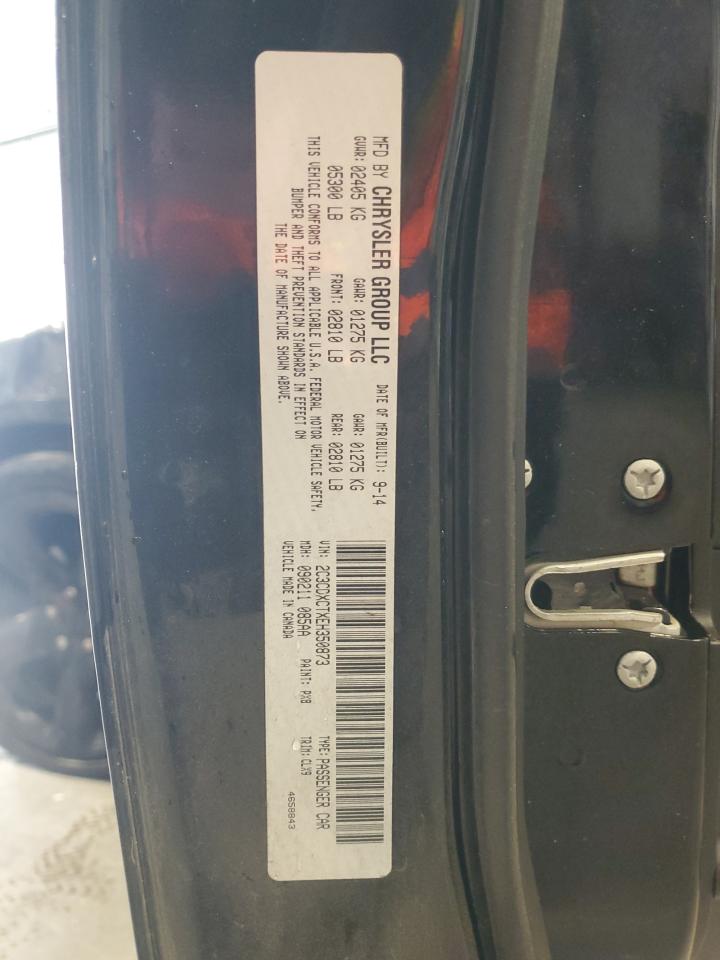 MFD BY CHRYSLER GROUP LLC DATE OF MFR(BUILT): 9-14
GVWR: 02405 KG GAWR: 01275 KG GAWR: 01275 KG
05300 LB FRONT: 02810 LB REAR: 02810 LB
THIS VEHICLE CONFORMS TO ALL APPLICABLE U.S.A. FEDERAL MOTOR VEHICLE SAFETY,
BUMPER AND THEFT PREVENTION STANDARDS IN EFFECT ON
THE DATE OF MANUFACTURE SHOWN ABOVE.
VIN: 2C3CDXCTXEH350873 TYPE: PASSENGER CAR
MDH: 090211 085AA PAINT: PX8 TRIM: CLX9
VEHICLE MADE IN CANADA 4658843